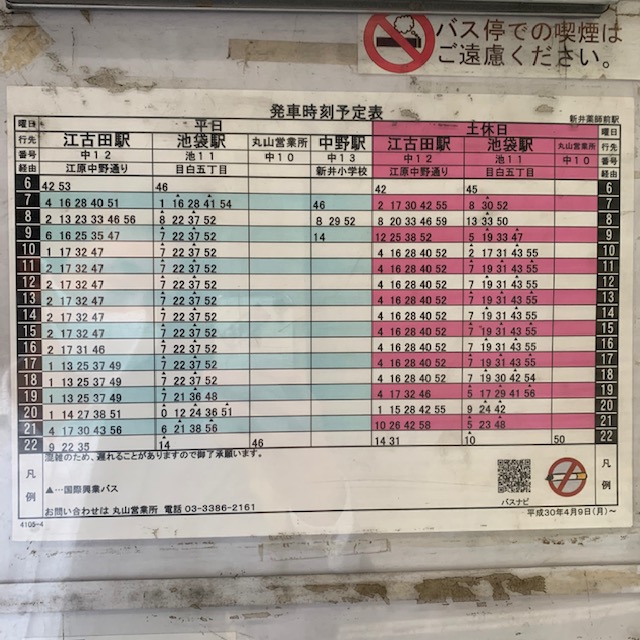 バス停での喫煙は
ご遠慮ください。
発車時刻予定表
新井薬師前駅
曜日 平日 土休日 曜日
行先 江古田駅 池袋駅 丸山営業所 中野駅 江古田駅 池袋駅 丸山営業所 行先
番号 中12 池11 中10 中13 中12 池11 中10 番号
経由 江原中野通り 目白五丁目 新井小学校 江原中野通り 目白五丁目 経由
6 42 53 46 42 45 6
7 4 16 28 40 51 1 16 28 41 54 46 2 17 30 42 55 8 30 52 7
8 2 13 23 33 46 56 8 22 37 52 8 29 52 8 20 33 46 59 13 33 50 8
9 6 16 25 35 47 7 22 37 52 14 12 25 38 52 5 19 33 47 9
10 1 17 32 47 7 22 37 52 4 16 28 40 52 2 17 31 43 55 10
11 2 17 32 47 7 22 37 52 4 16 28 40 52 7 19 31 43 55 11
12 2 17 32 47 7 22 37 52 4 16 28 40 52 7 19 31 43 55 12
13 2 17 32 47 7 22 37 52 4 16 28 40 52 7 19 31 43 55 13
14 2 17 32 47 7 22 37 52 4 16 28 40 52 7 19 31 43 55 14
15 2 17 32 47 7 22 37 52 4 16 28 40 52 7 19 31 43 55 15
16 2 17 31 46 7 22 37 52 4 16 28 40 52 7 19 31 43 55 16
17 1 13 25 37 49 7 22 37 52 4 16 28 40 52 7 19 31 43 55 17
18 1 13 25 37 49 7 22 37 52 4 16 28 40 52 7 19 30 42 54 18
19 1 13 25 37 49 7 21 36 48 4 17 32 46 5 17 29 41 56 19
20 1 14 27 38 51 0 12 24 36 51 1 15 28 42 55 9 24 42 20
21 4 17 30 43 56 6 21 38 56 10 26 42 58 5 23 48 21
22 9 22 35 14 46 14 31 10 50 22
凡例
混雑のため、遅れることがありますので御了承願います。
▲…国際興業バス
お問い合わせは 丸山営業所 電話 03-3386-2161
バスナビ
凡例
4105-4
平成30年4月9日(月)~